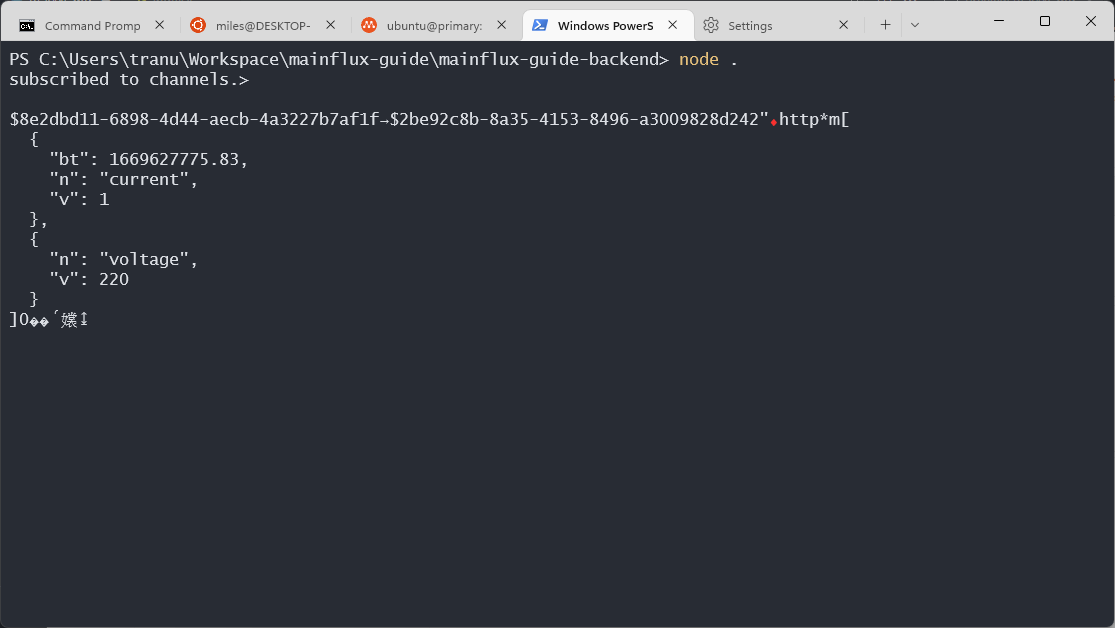 Command Promp
miles@DESKTOP-
ubuntu@primary:
Windows PowerS
Settings
PS C:\Users\tranu\Workspace\mainflux-guide\mainflux-guide-backend> node .
subscribed to channels.>
$8e2dbd11-6898-4d44-aecb-4a3227b7af1f→$2be92c8b-8a35-4153-8496-a3009828d242"♦http*m[
{
"bt": 1669627775.83,
"n": "current",
"v": 1
},
{
"n": "voltage",
"v": 220
}
]O��΄嬢↨